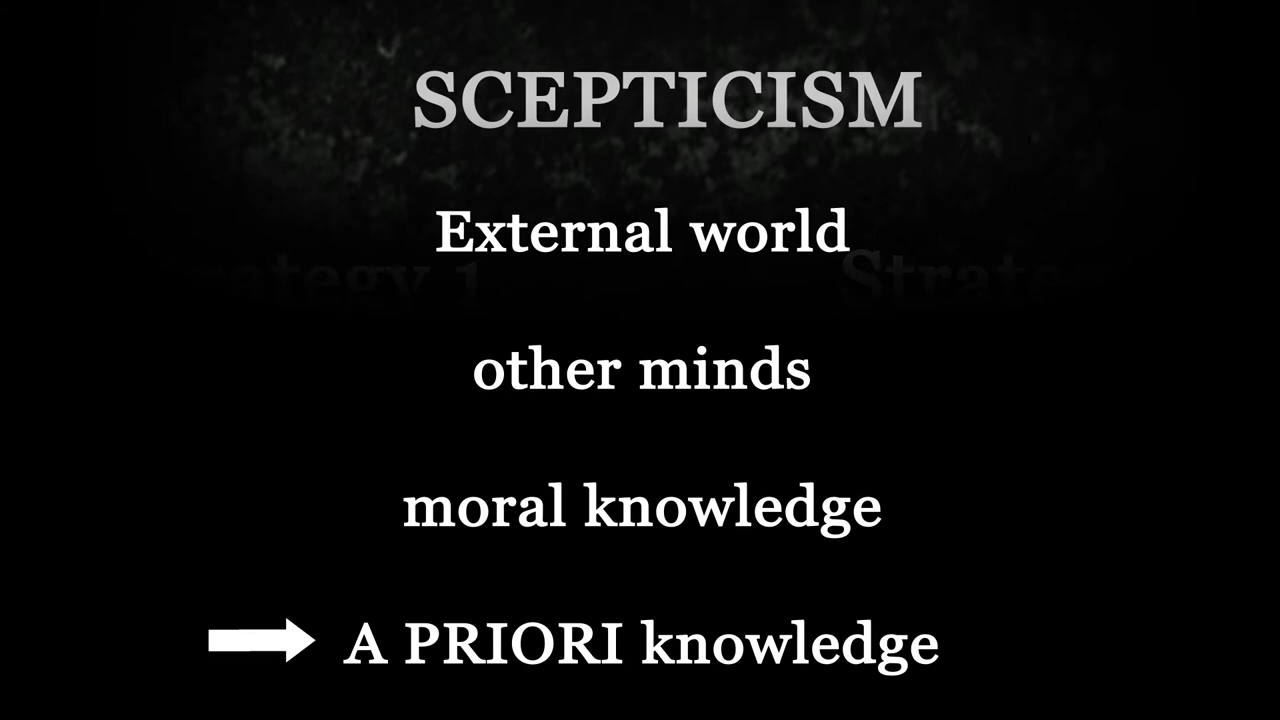 SCEPTICISM
External world
other minds
moral knowledge
A PRIORI knowledge